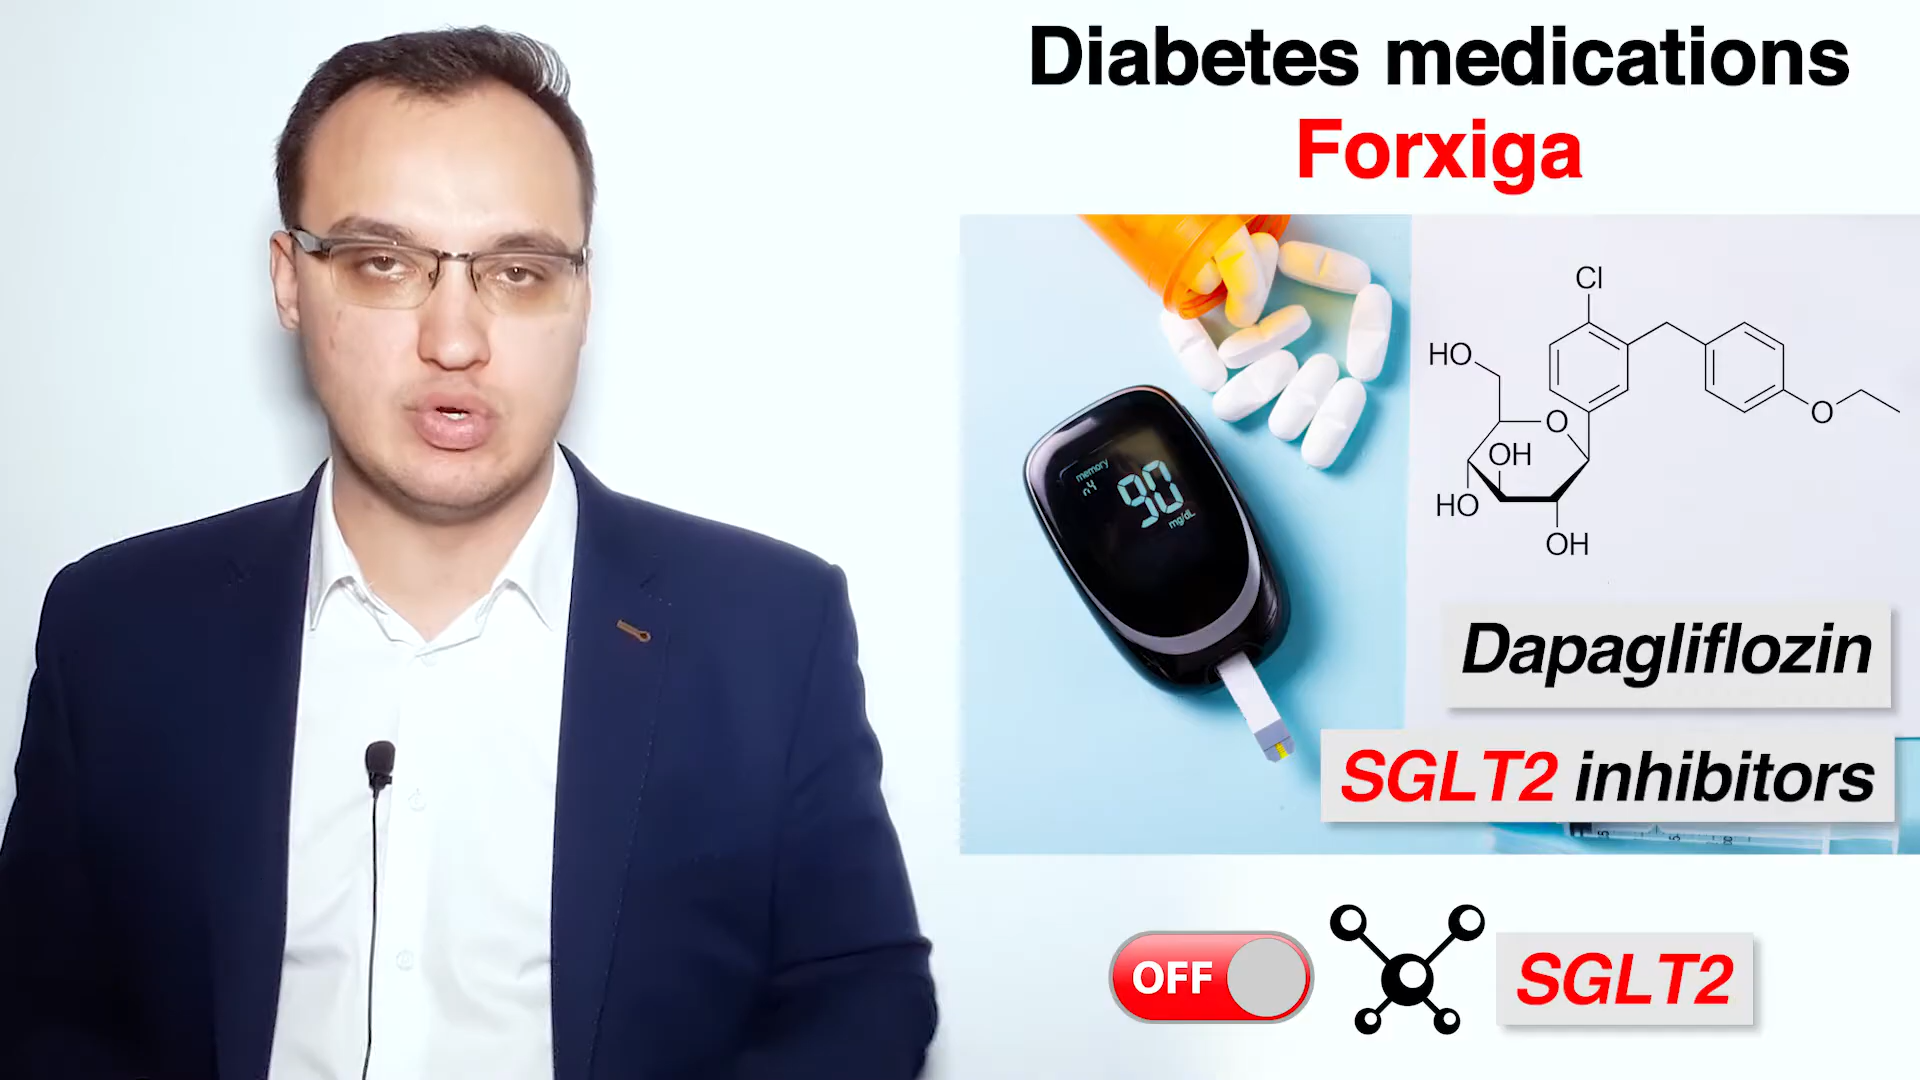 Diabetes medications
Forxiga
memory
90
mg/dL
Cl
HO
O
O
OH
HO
OH
Dapagliflozin
SGLT2 inhibitors
OFF
SGLT2